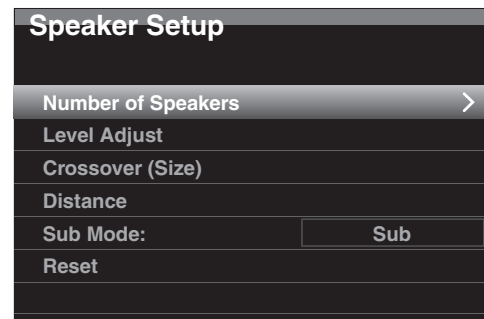 Speaker Setup
Number of Speakers
Level Adjust
Crossover (Size)
Distance
Sub Mode: Sub
Reset